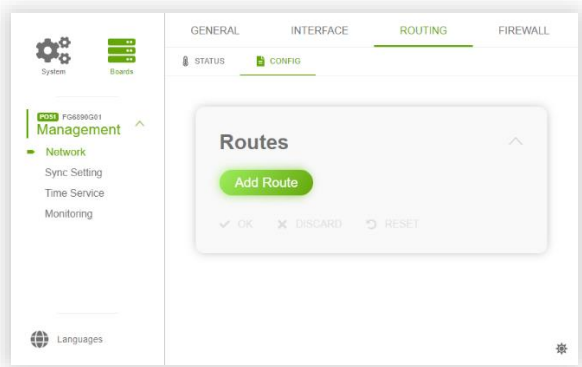 GENERAL INTERFACE ROUTING FIREWALL
STATUS CONFIG
System Boards
POS1 FG6890G01
Management
Network
Sync Setting
Time Service
Monitoring
Routes
Add Route
OK DISCARD RESET
Languages